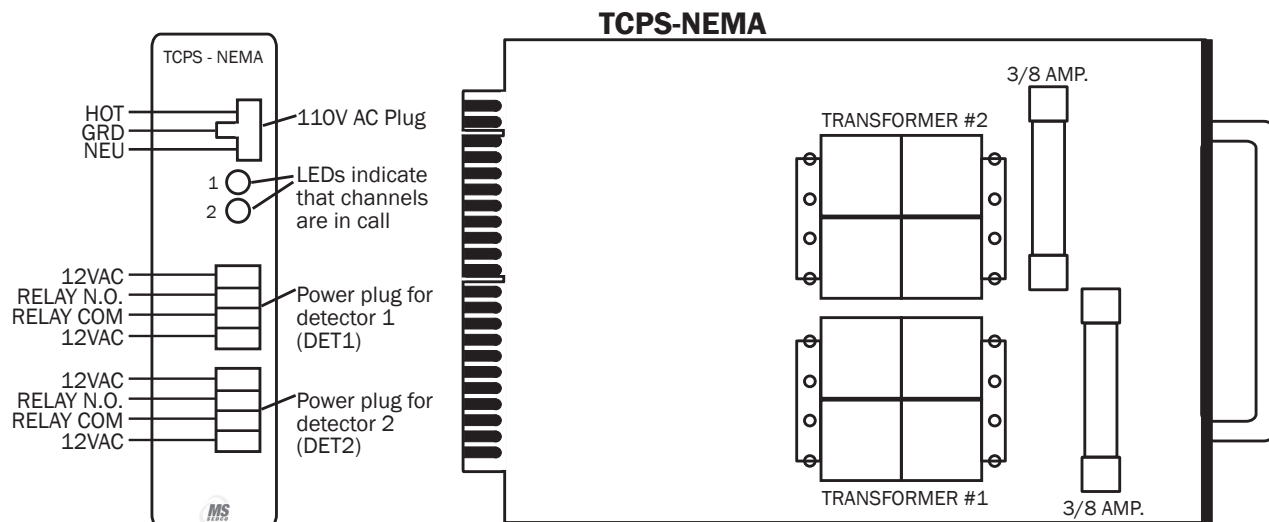 TCPS-NEMA
TCPS - NEMA
HOT
GRD
NEU
110V AC Plug
1
2
LEDs indicate
that channels
are in call
12VAC
RELAY N.O.
RELAY COM
12VAC
Power plug for
detector 1
(DET1)
12VAC
RELAY N.O.
RELAY COM
12VAC
Power plug for
detector 2
(DET2)
MS
SEDCO
3/8 AMP.
TRANSFORMER #2
TRANSFORMER #1
3/8 AMP.